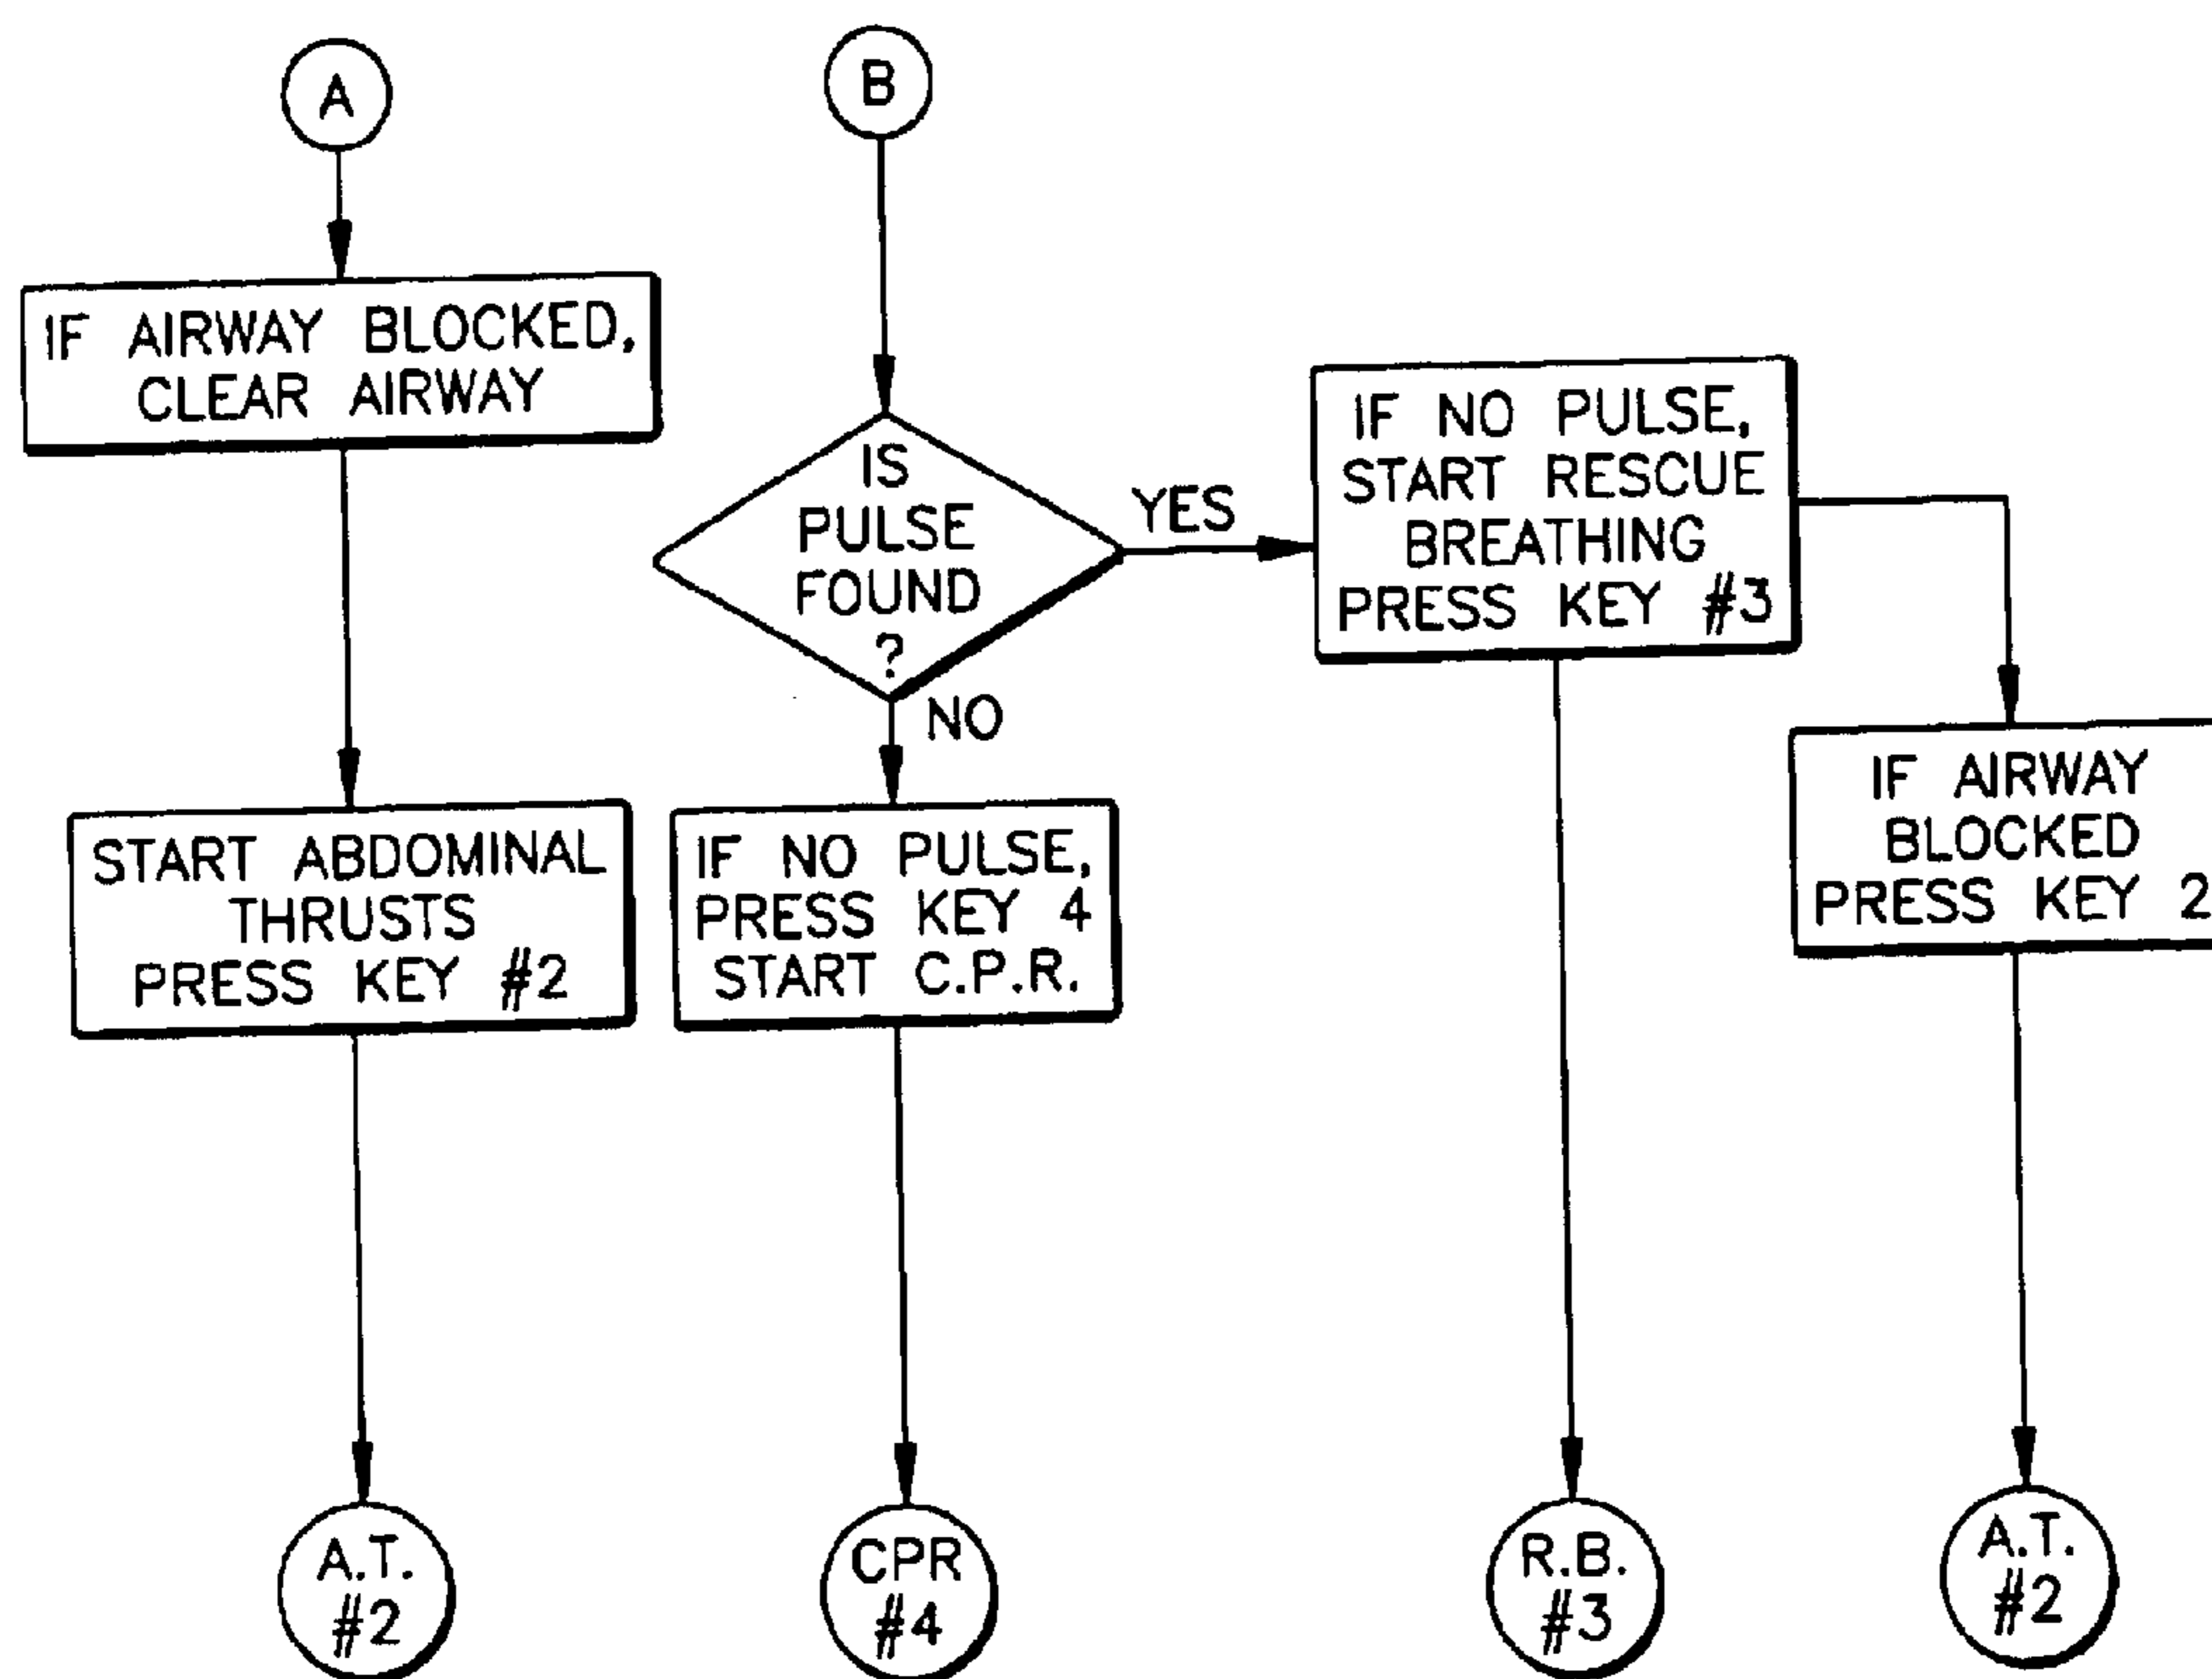 A
IF AIRWAY BLOCKED,
CLEAR AIRWAY
START ABDOMINAL
THRUSTS
PRESS KEY #2
A.T.
#2
B
IS
PULSE
FOUND
?
YES
NO
IF NO PULSE,
PRESS KEY 4
START C.P.R.
CPR
#4
IF NO PULSE,
START RESCUE
BREATHING
PRESS KEY #3
R.B.
#3
IF AIRWAY
BLOCKED
PRESS KEY 2
A.T.
#2